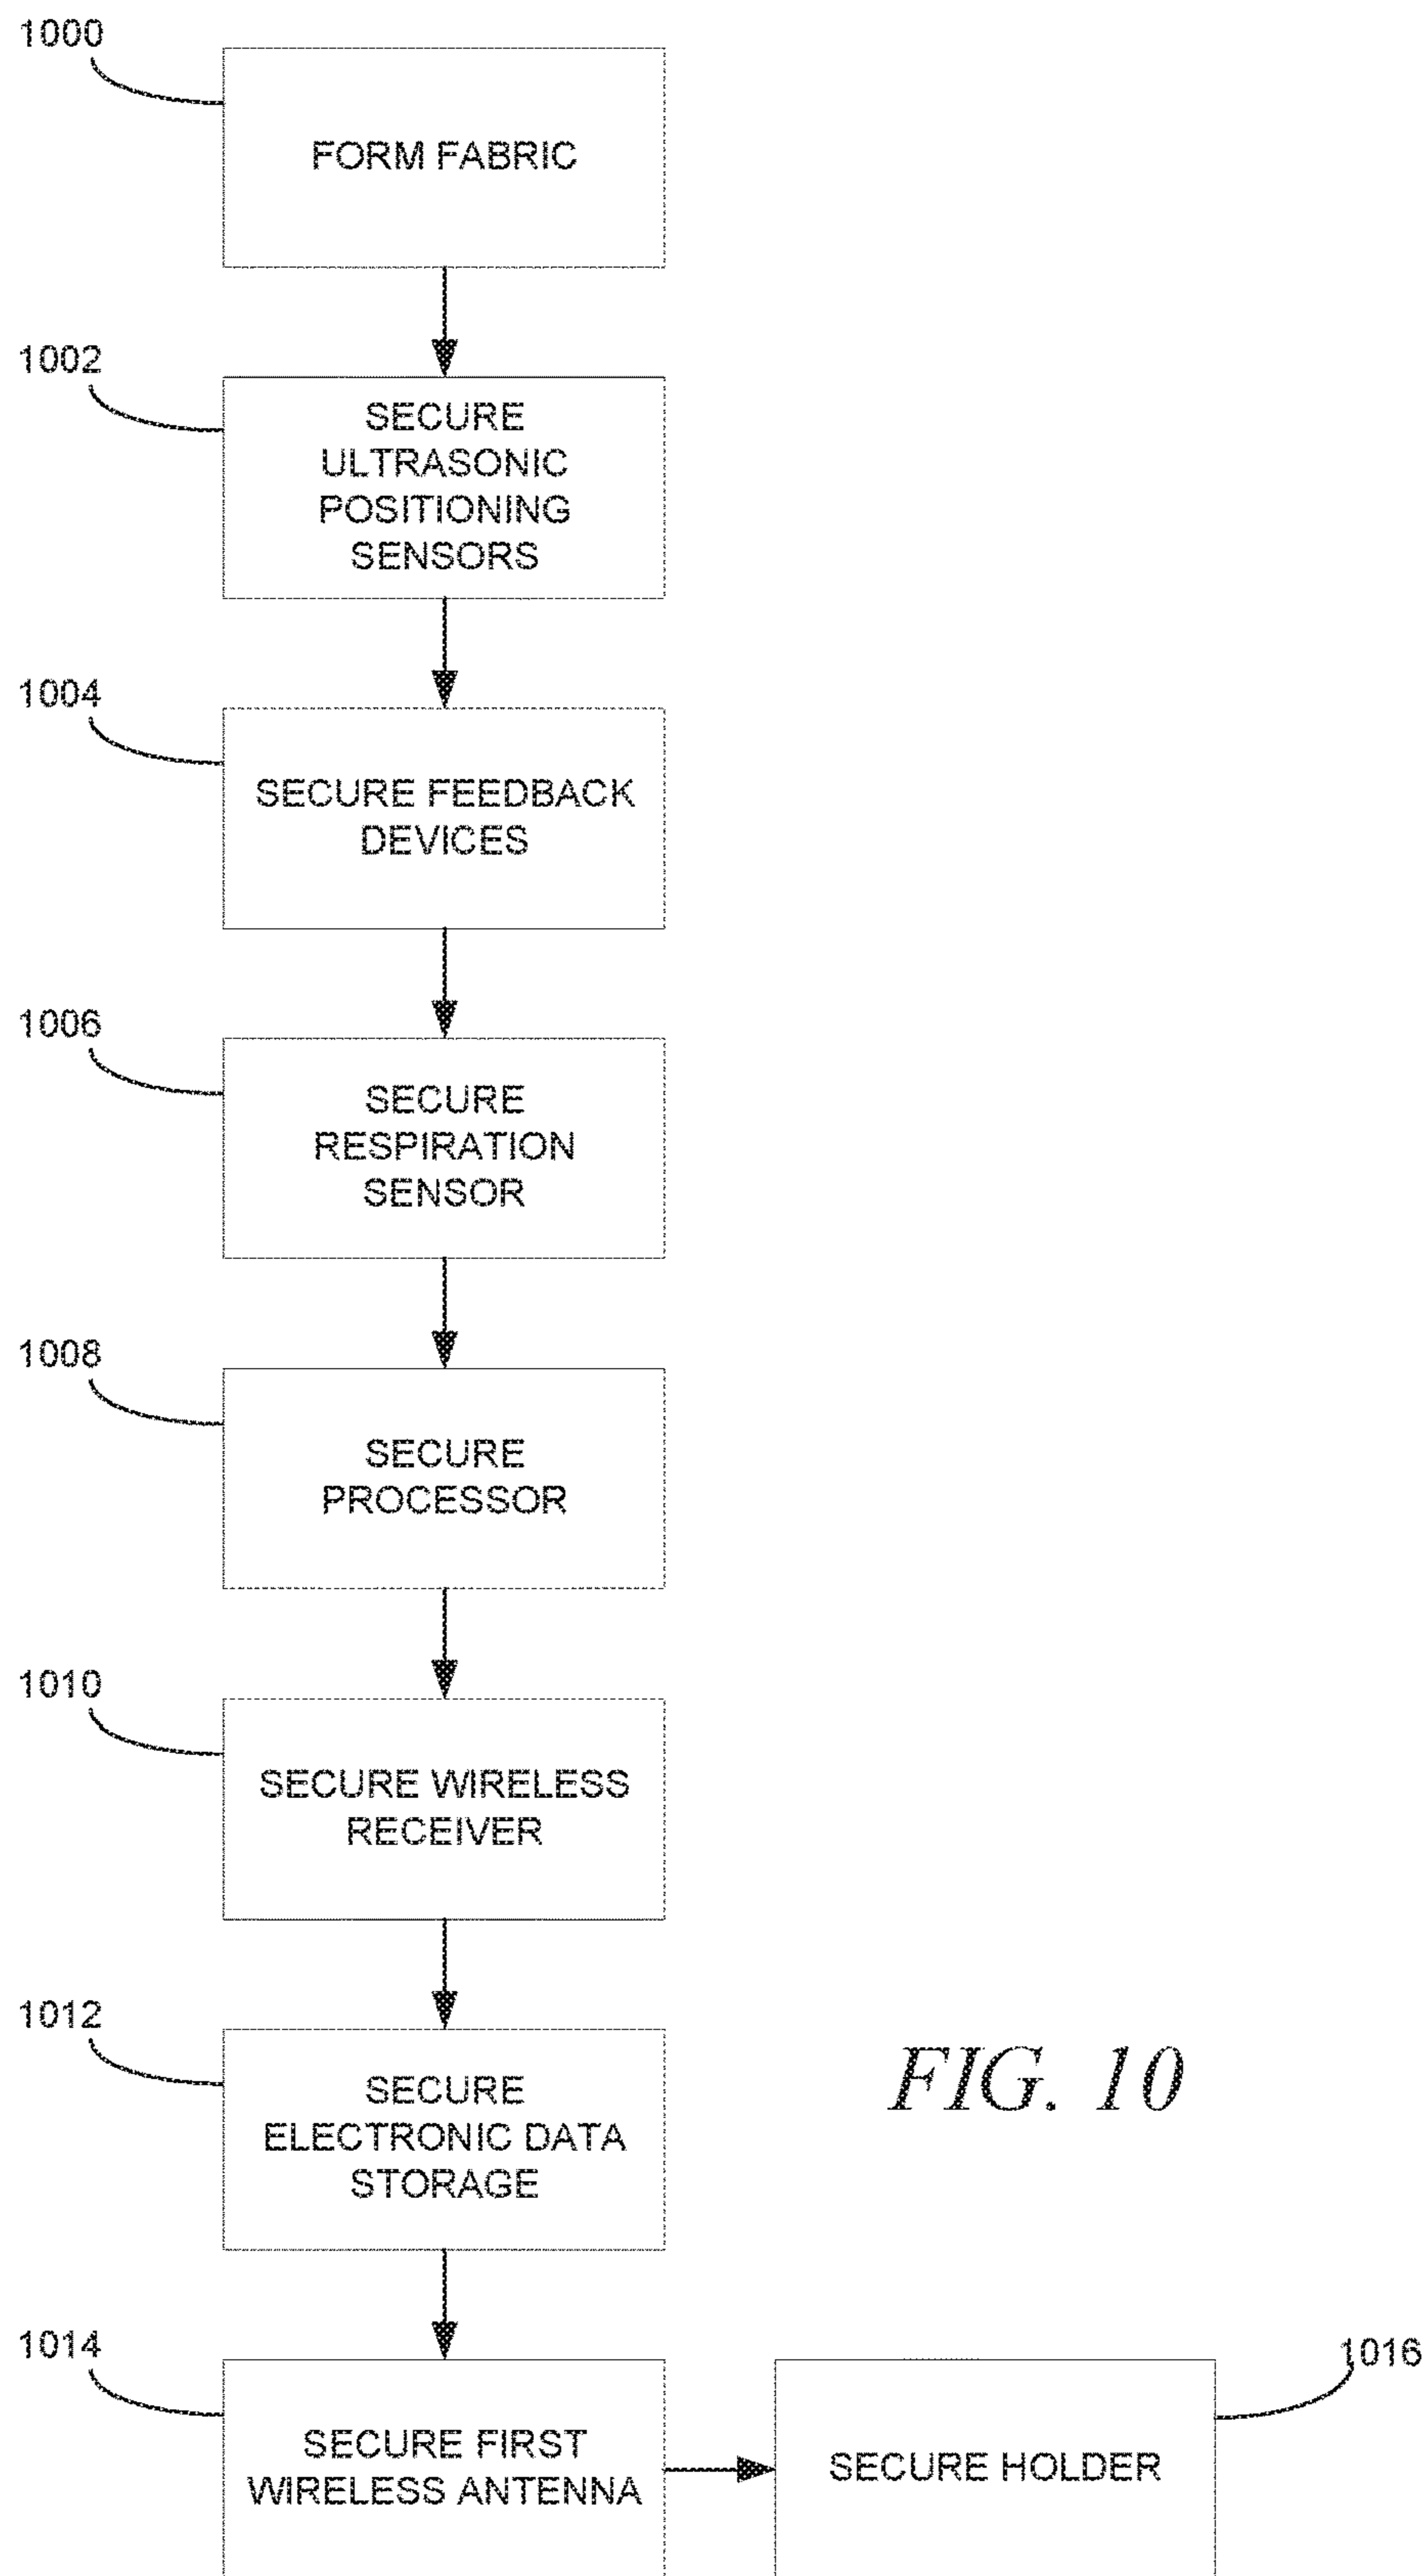 1000
FORM FABRIC
1002
SECURE
ULTRASONIC
POSITIONING
SENSORS
1004
SECURE FEEDBACK
DEVICES
1006
SECURE
RESPIRATION
SENSOR
1008
SECURE
PROCESSOR
1010
SECURE WIRELESS
RECEIVER
1012
SECURE
ELECTRONIC DATA
STORAGE
FIG. 10
1014
SECURE FIRST
WIRELESS ANTENNA
1016
SECURE HOLDER